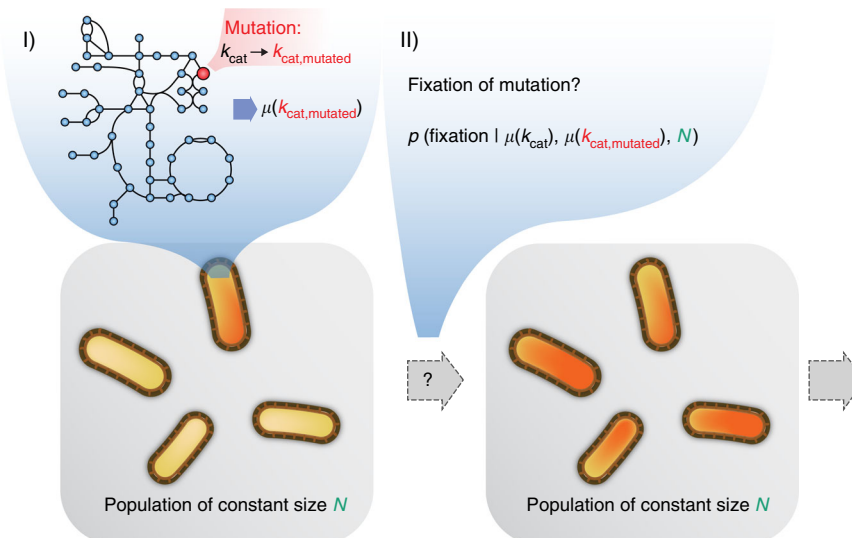 I)
Mutation:
kcat → kcat,mutated
μ(kcat,mutated)
II)
Fixation of mutation?
p (fixation | μ(kcat), μ(kcat,mutated), N)
?
Population of constant size N
Population of constant size N